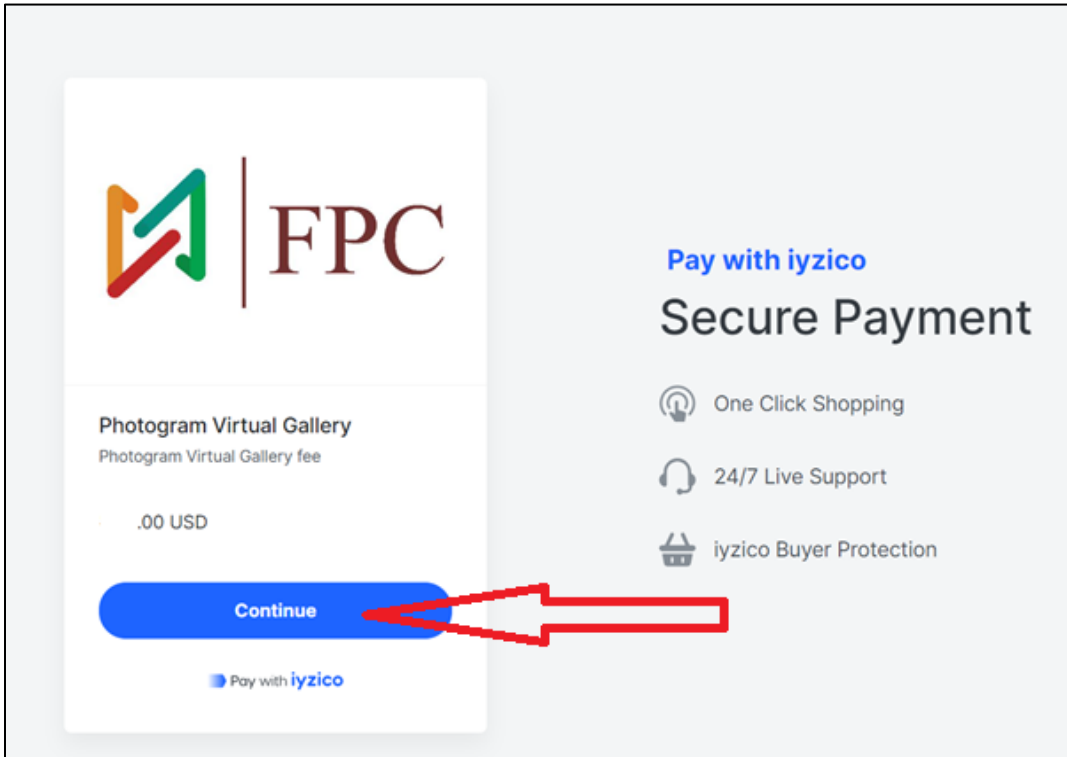 FPC
Photogram Virtual Gallery
Photogram Virtual Gallery fee
.00 USD
Continue
Pay with iyzico
Pay with iyzico
Secure Payment
One Click Shopping
24/7 Live Support
iyzico Buyer Protection